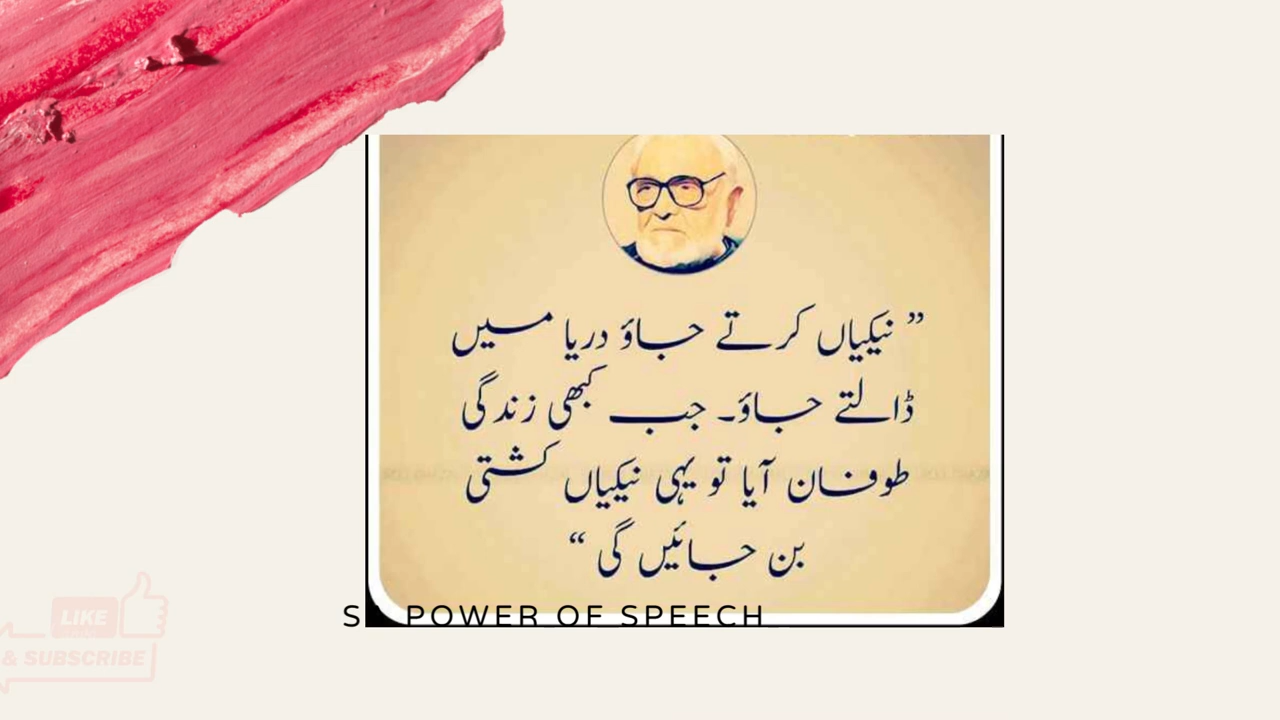 ” نیکیاں کرتے جاؤ دریا میں
ڈالتے جاؤ۔ جب کبھی زندگی
طوفان آیا تو یہی نیکیاں کشتی
بن جائیں گی “
POWER OF SPEECH
LIKE
& SUBSCRIBE